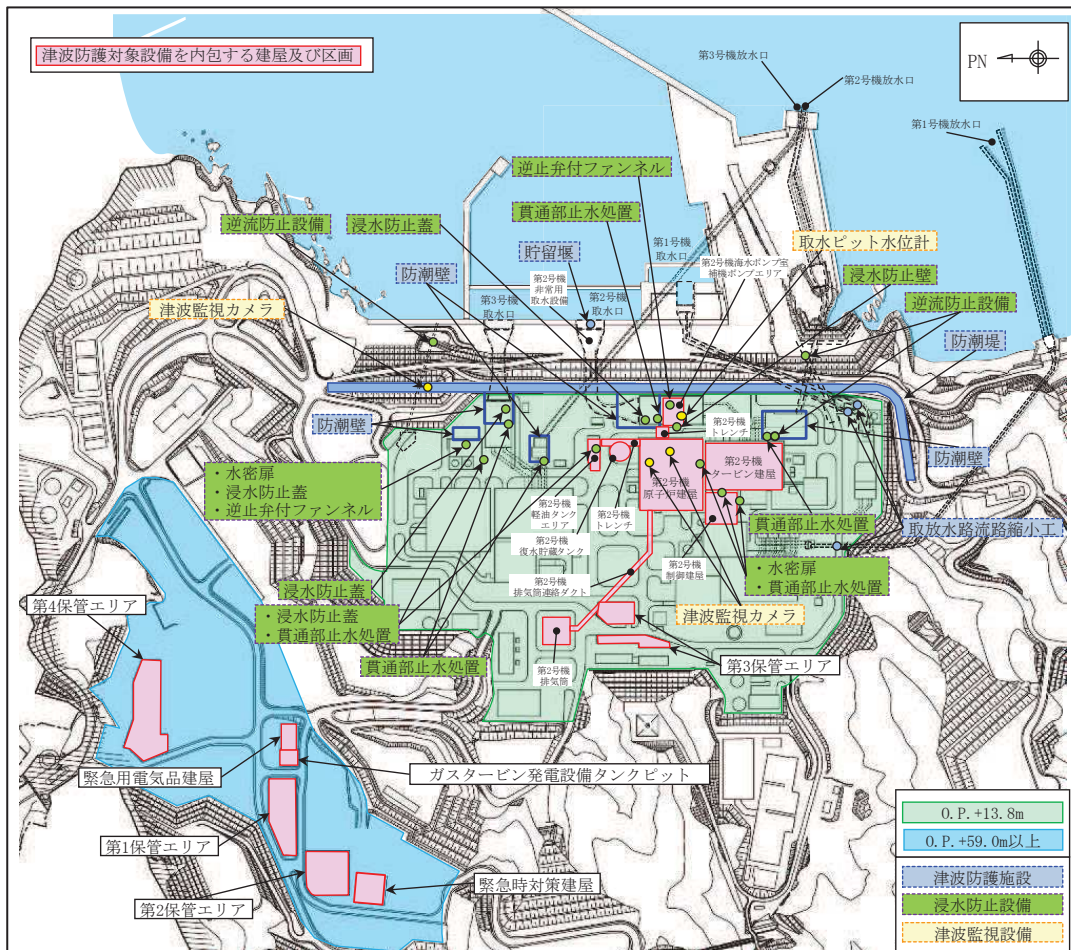 津波防護対象設備を内包する建屋及び区画
PN
第3号機放水口
第2号機放水口
第1号機放水口
逆止弁付ファンネル
貫通部止水処置
逆流防止設備
浸水防止蓋
貯留堰
第1号機
取水口
第2号機海水ポンプ室
補機ポンプエリア
取水ピット水位計
浸水防止壁
逆流防止設備
防潮堤
防潮壁
第2号機
非常用
取水設備
第3号機
取水口
第2号機
取水口
津波監視カメラ
防潮壁
第2号機
トレンチ
防潮壁
・水密扉
・浸水防止蓋
・逆止弁付ファンネル
第2号機
タービン建屋
第2号機
原子炉建屋
第2号機
軽油タンク
エリア
第2号機
トレンチ
第2号機
復水貯蔵タンク
貫通部止水処置
取放水路流路縮小工
第2号機
制御建屋
・水密扉
・貫通部止水処置
第2号機
排気筒連絡ダクト
浸水防止蓋
・浸水防止蓋
・貫通部止水処置
津波監視カメラ
第4保管エリア
貫通部止水処置
第2号機
排気筒
第3保管エリア
緊急用電気品建屋
ガスタービン発電設備タンクピット
第1保管エリア
緊急時対策建屋
第2保管エリア
O.P.+13.8m
O.P.+59.0m以上
津波防護施設
浸水防止設備
津波監視設備